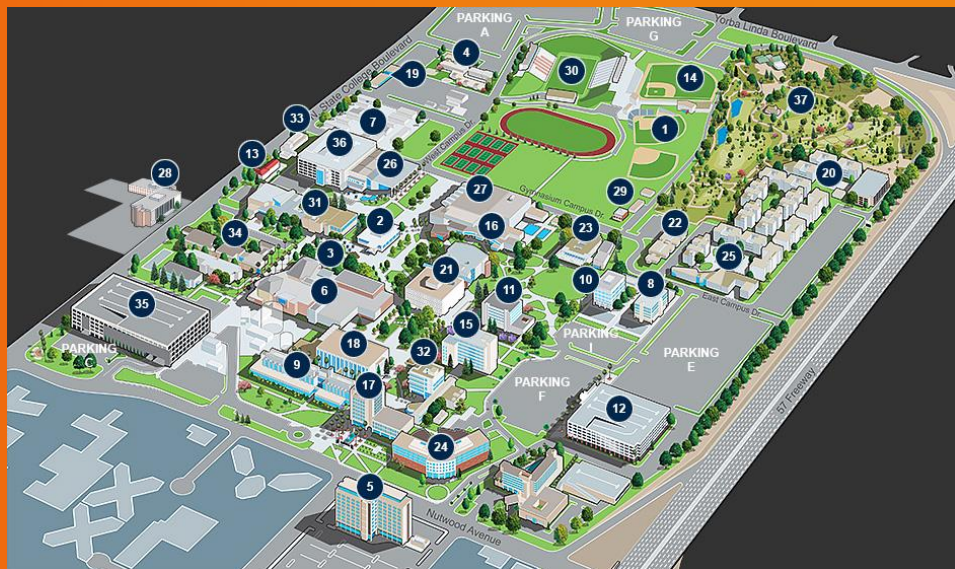 PARKING
A
PARKING
G
Yorba Linda Boulevard
4
30
14
19
37
N. State College Boulevard
33
7
1
36
West Campus Dr.
13
26
28
27
Gymnasium Campus Dr.
29
20
31
2
16
22
23
34
3
25
21
10
8
11
6
East Campus Dr.
35
15
PARKING
I
PARKING
C
18
32
PARKING
E
9
17
PARKING
F
12
57 Freeway
24
5
Nutwood Avenue